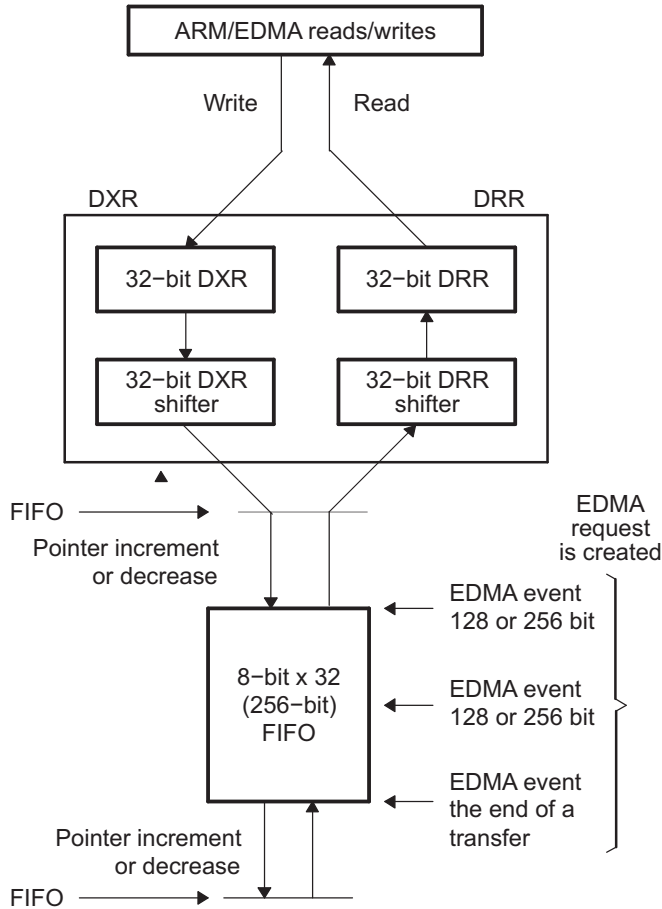 ARM/EDMA reads/writes
Write
Read
DXR
DRR
32−bit DXR
32−bit DRR
32−bit DXR
shifter
32−bit DRR
shifter
FIFO
Pointer increment
or decrease
EDMA
request
is created
EDMA event
128 or 256 bit
8−bit x 32
(256−bit)
FIFO
EDMA event
128 or 256 bit
EDMA event
the end of a
transfer
Pointer increment
or decrease
FIFO